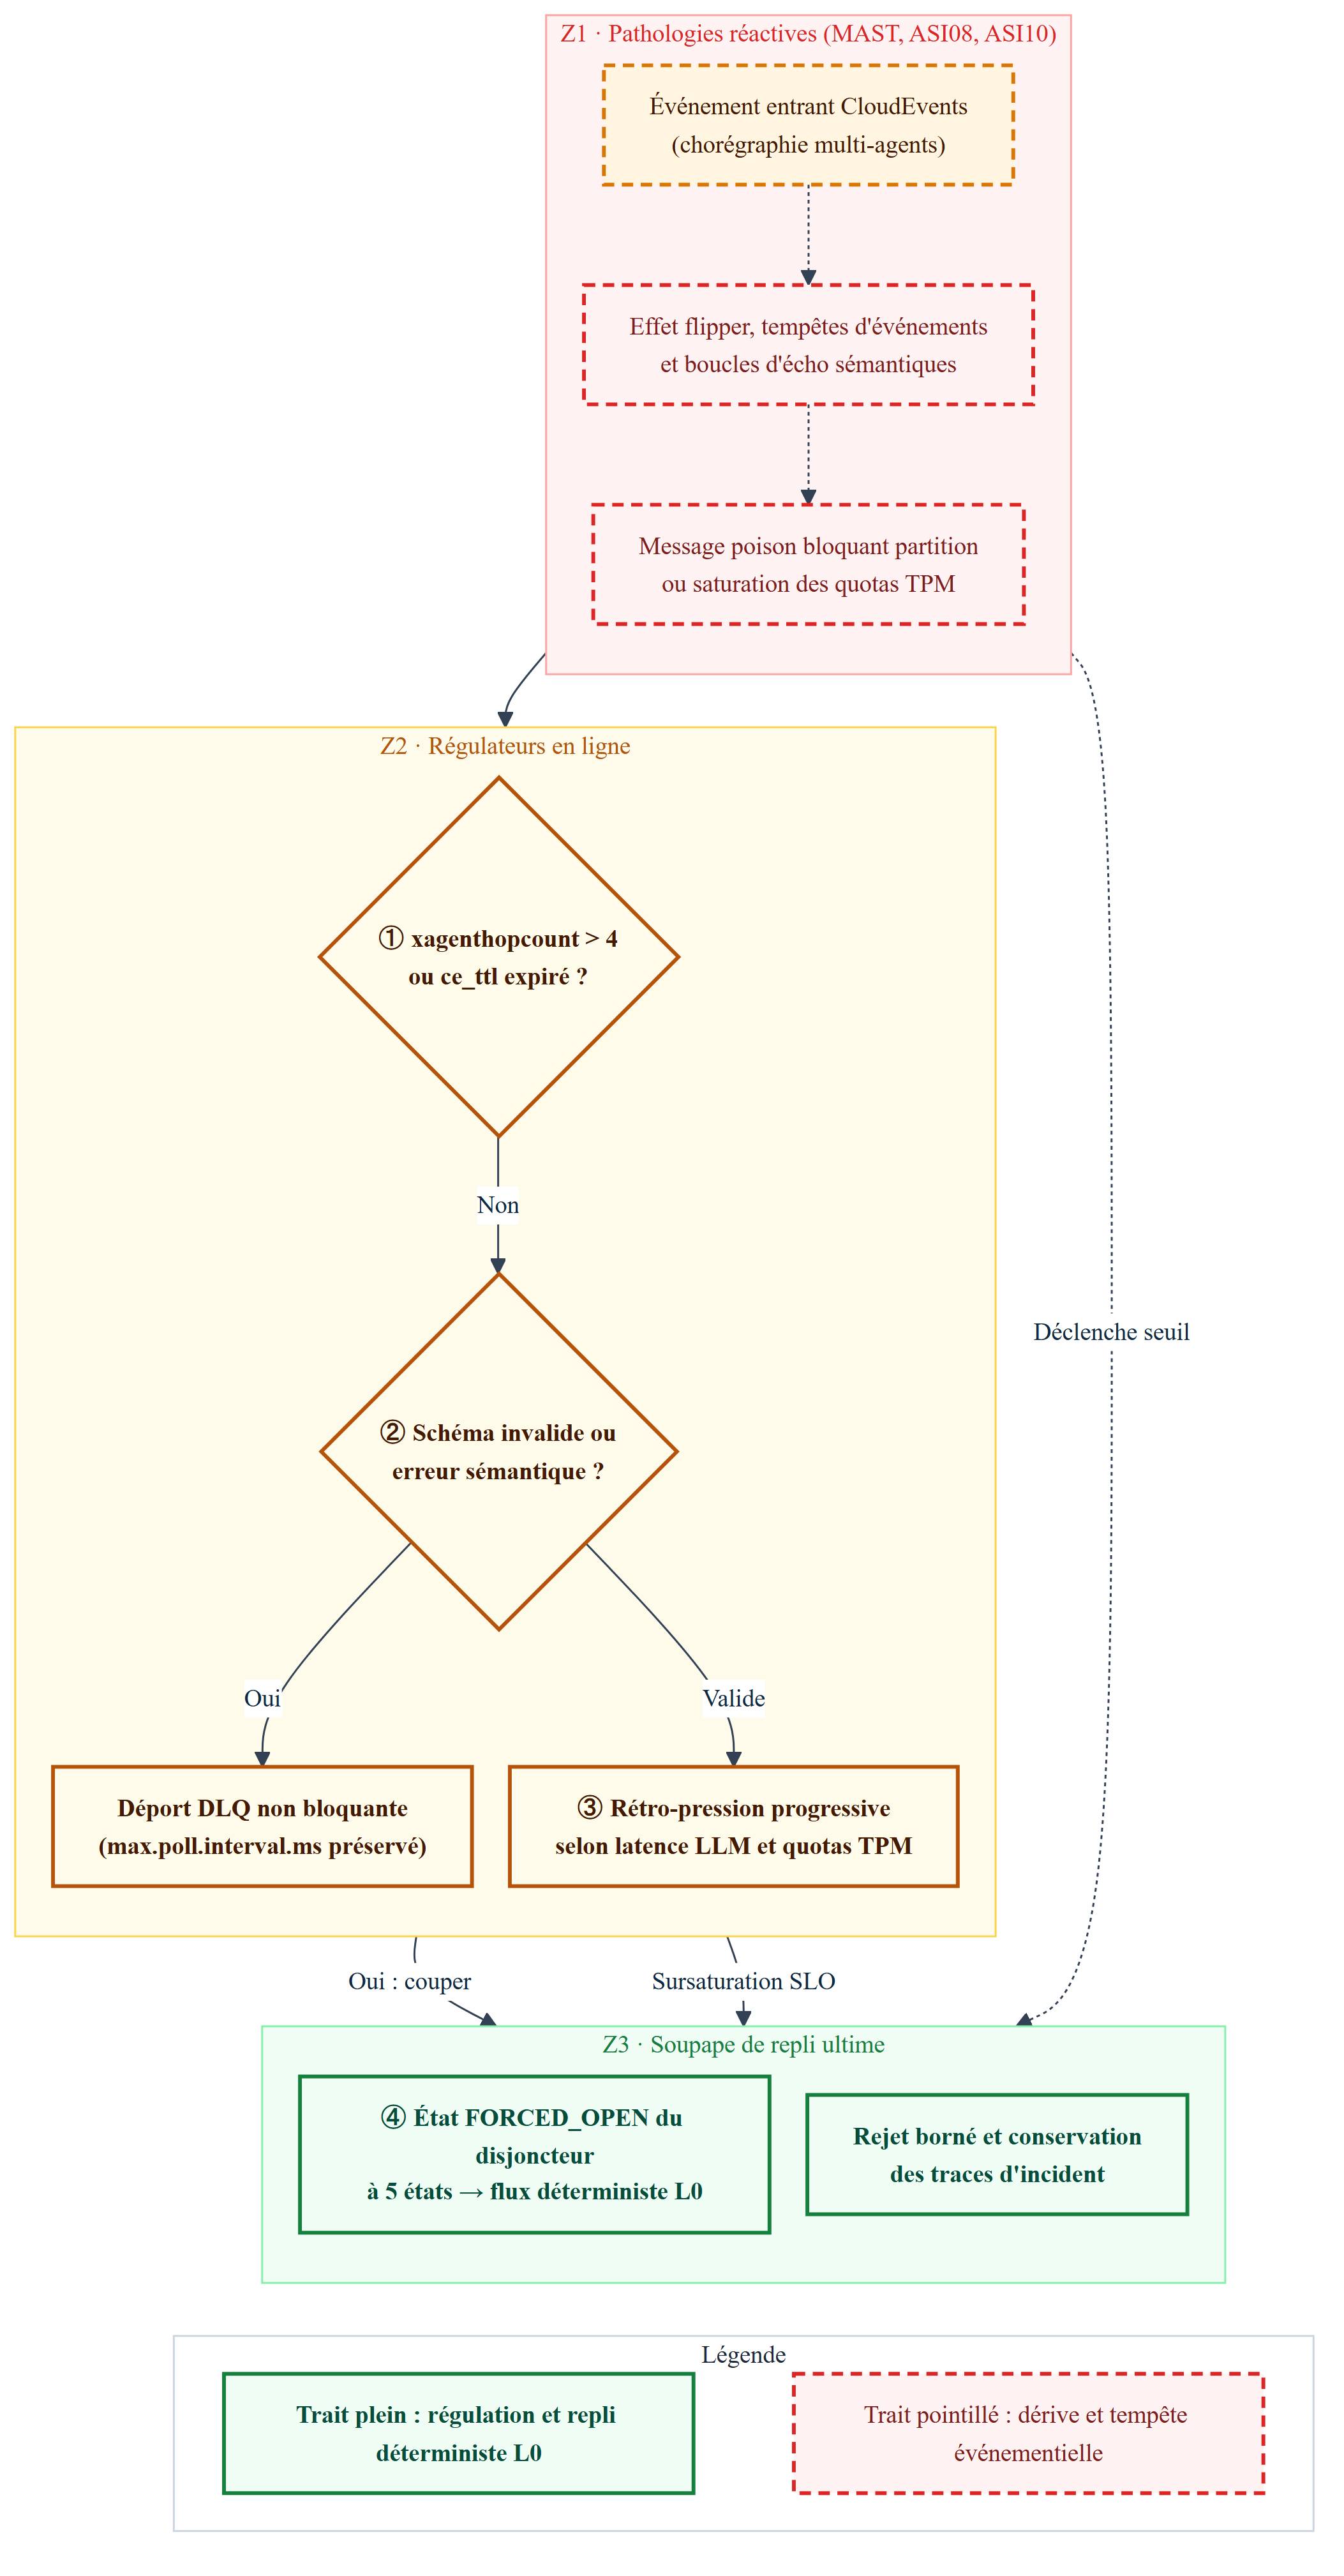 Z1 · Pathologies réactives (MAST, ASI08, ASI10)
Événement entrant CloudEvents
(chorégraphie multi-agents)
Effet flipper, tempêtes d'événements
et boucles d'écho sémantiques
Message poison bloquant partition
ou saturation des quotas TPM
Z2 · Régulateurs en ligne
① xagenthopcount > 4
ou ce_ttl expiré ?
Non
Déclenche seuil
② Schéma invalide ou
erreur sémantique ?
Oui
Valide
Déport DLQ non bloquante
(max.poll.interval.ms préservé)
③ Rétro-pression progressive
selon latence LLM et quotas TPM
Oui : couper
Sursaturation SLO
Z3 · Soupape de repli ultime
④ État FORCED_OPEN du
disjoncteur
à 5 états → flux déterministe L0
Rejet borné et conservation
des traces d'incident
Légende
Trait plein : régulation et repli
déterministe L0
Trait pointillé : dérive et tempête
événementielle